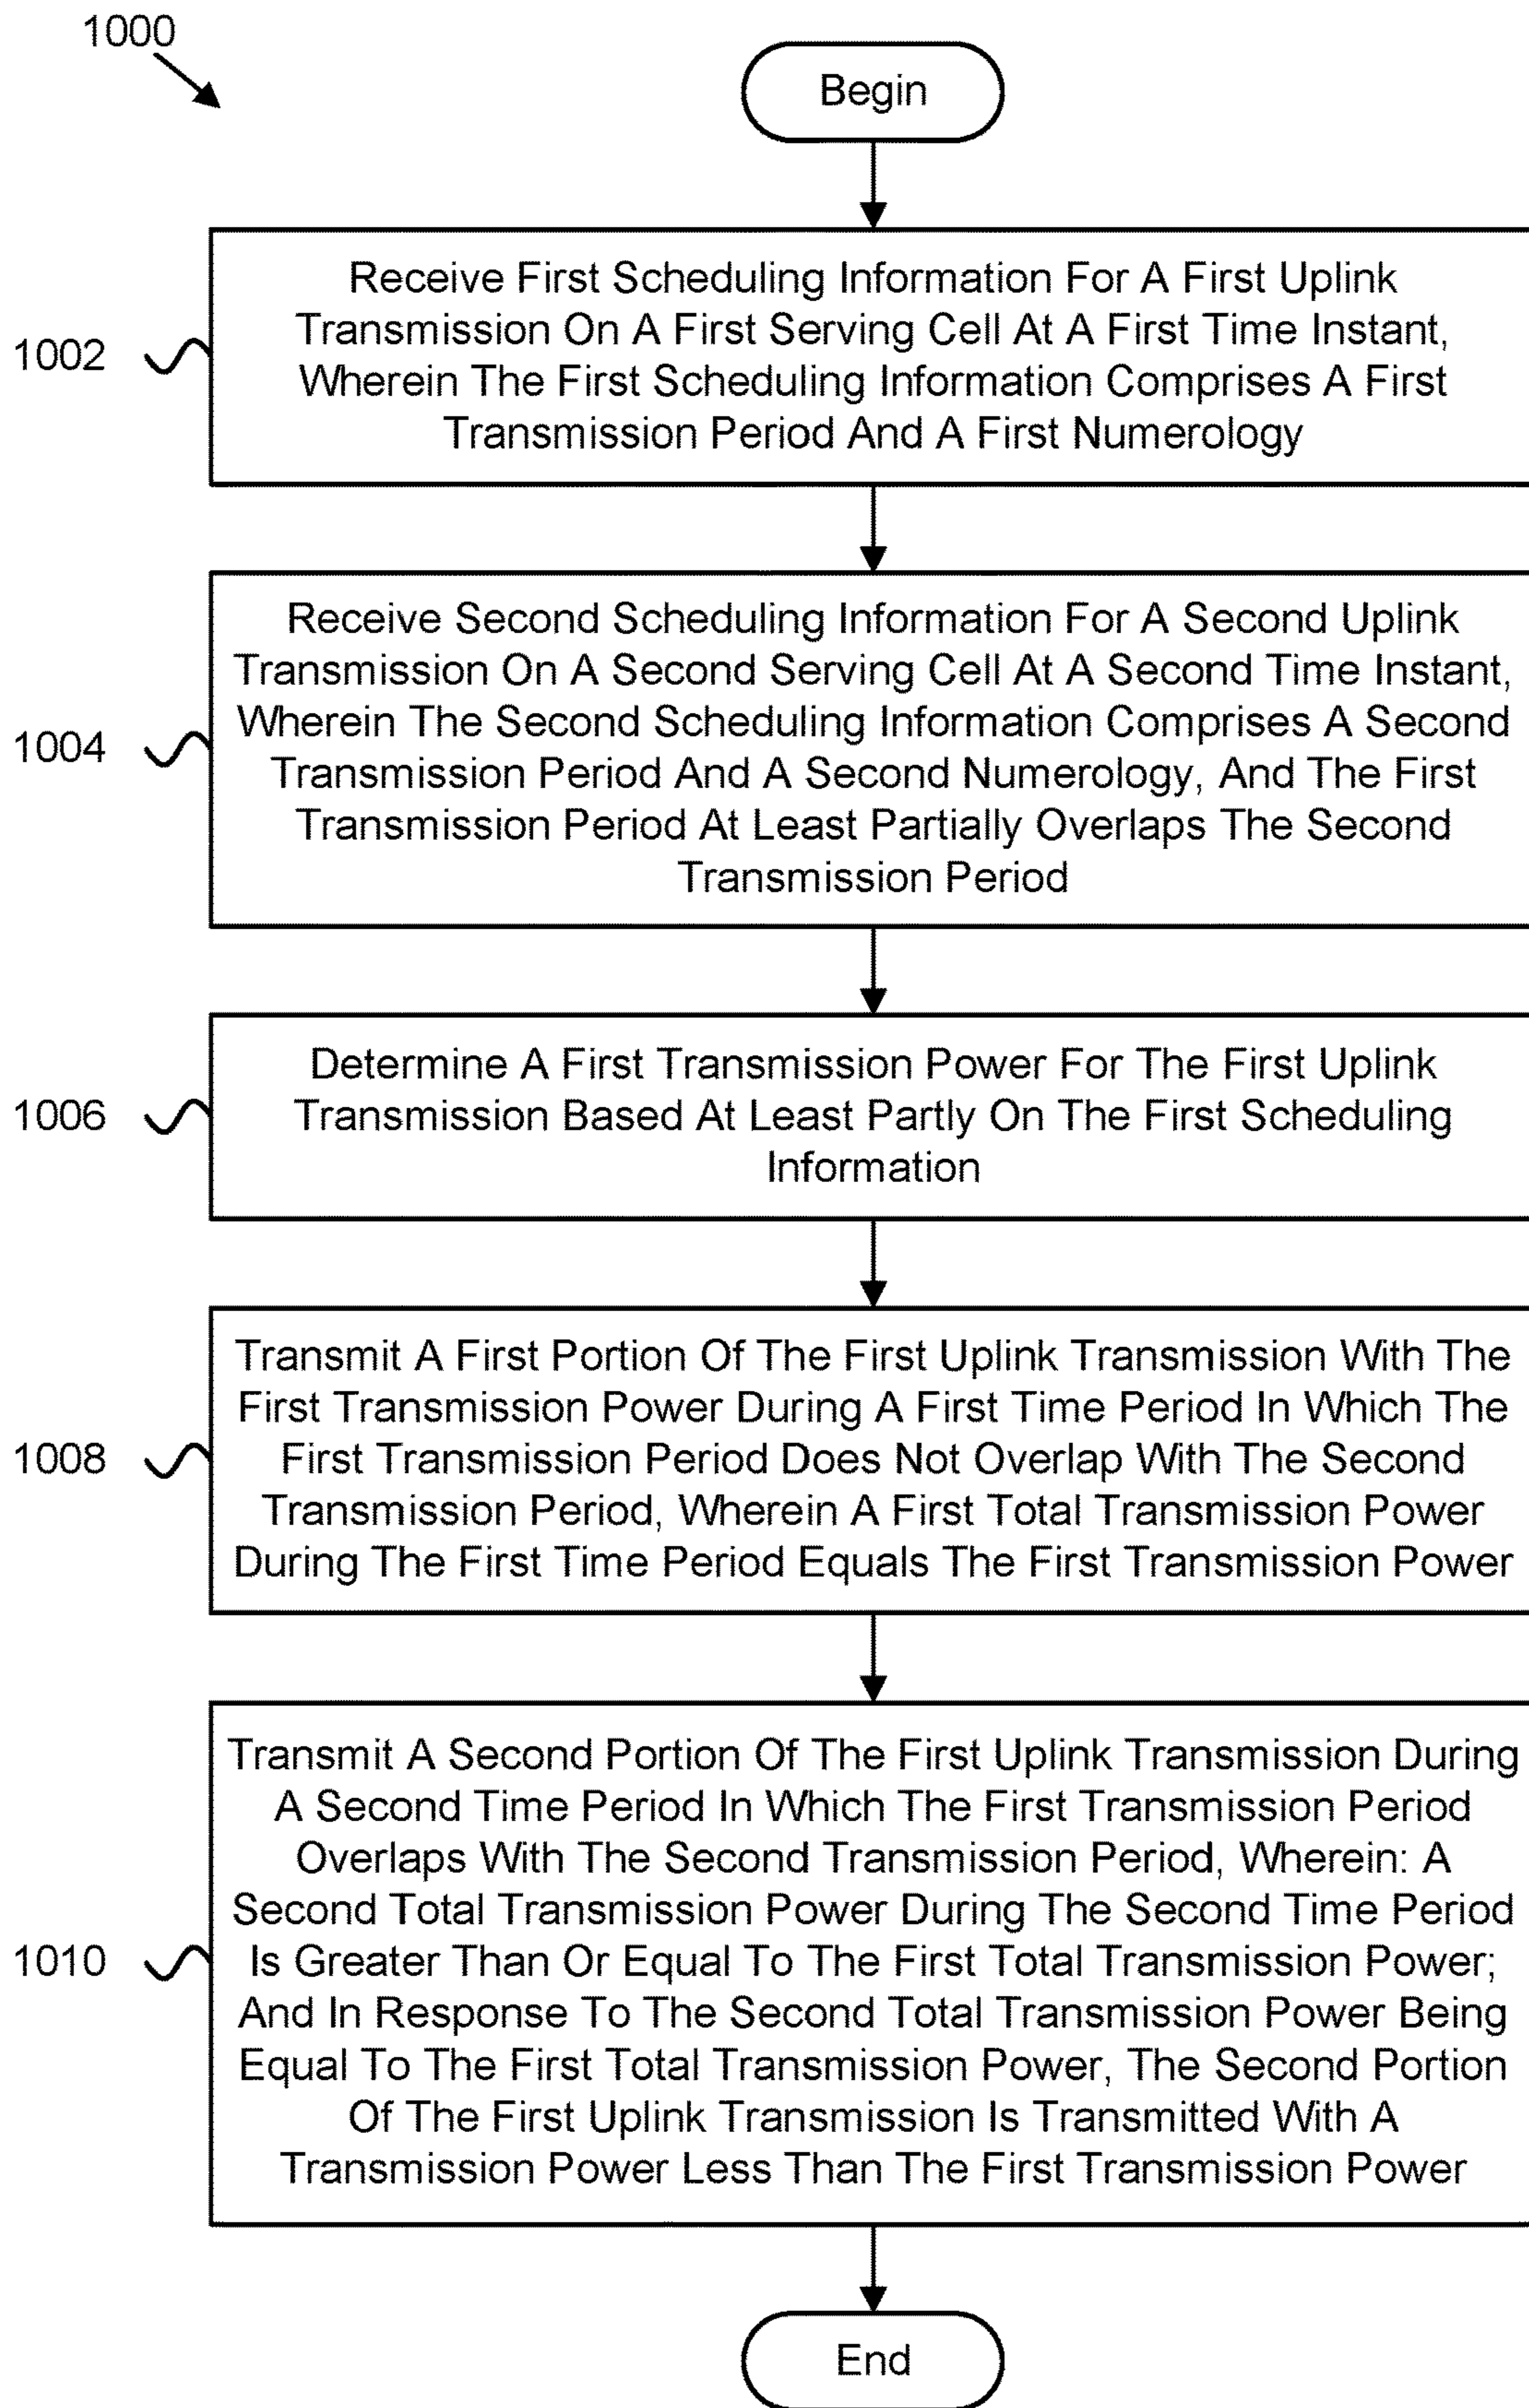 1000
Begin
1002
Receive First Scheduling Information For A First Uplink
Transmission On A First Serving Cell At A First Time Instant,
Wherein The First Scheduling Information Comprises A First
Transmission Period And A First Numerology
1004
Receive Second Scheduling Information For A Second Uplink
Transmission On A Second Serving Cell At A Second Time Instant,
Wherein The Second Scheduling Information Comprises A Second
Transmission Period And A Second Numerology, And The First
Transmission Period At Least Partially Overlaps The Second
Transmission Period
1006
Determine A First Transmission Power For The First Uplink
Transmission Based At Least Partly On The First Scheduling
Information
1008
Transmit A First Portion Of The First Uplink Transmission With The
First Transmission Power During A First Time Period In Which The
First Transmission Period Does Not Overlap With The Second
Transmission Period, Wherein A First Total Transmission Power
During The First Time Period Equals The First Transmission Power
1010
Transmit A Second Portion Of The First Uplink Transmission During
A Second Time Period In Which The First Transmission Period
Overlaps With The Second Transmission Period, Wherein: A
Second Total Transmission Power During The Second Time Period
Is Greater Than Or Equal To The First Total Transmission Power;
And In Response To The Second Total Transmission Power Being
Equal To The First Total Transmission Power, The Second Portion
Of The First Uplink Transmission Is Transmitted With A
Transmission Power Less Than The First Transmission Power
End